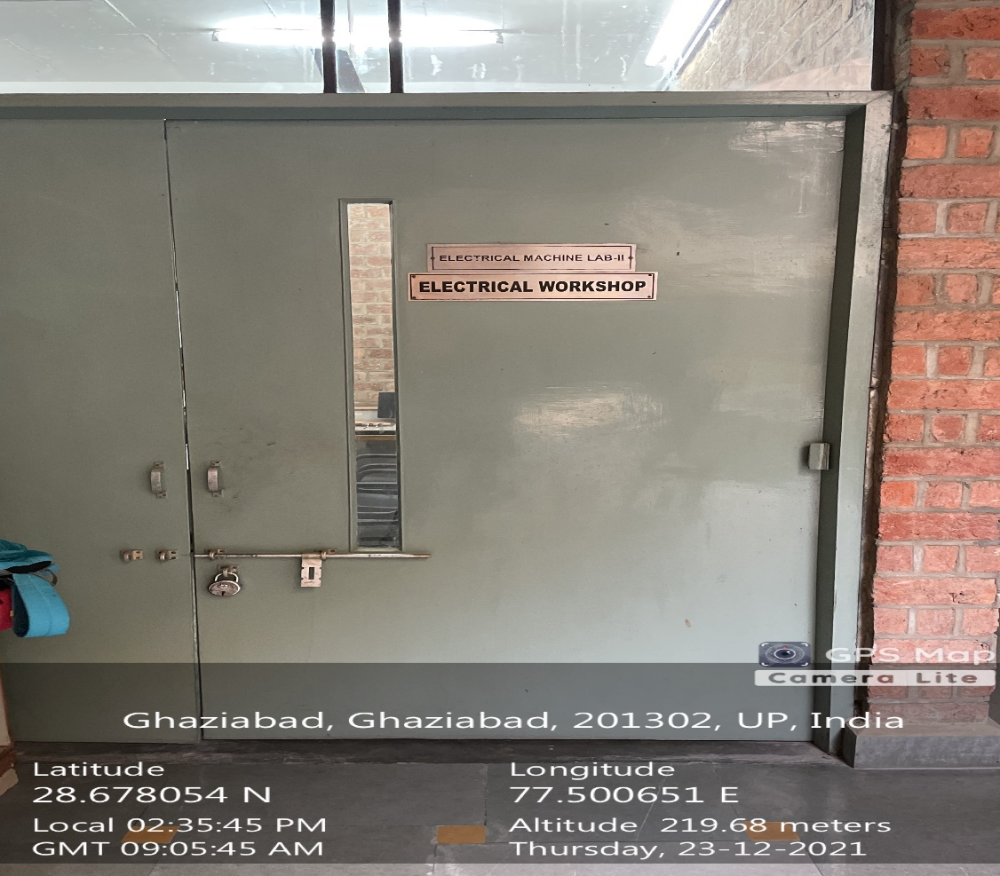 ELECTRICAL MACHINE LAB-II
ELECTRICAL WORKSHOP
GPS Map
Camera Lite
Ghaziabad, Ghaziabad, 201302, UP, India
Latitude
28.678054 N
Longitude
77.500651 E
Local 02:35:45 PM
GMT 09:05:45 AM
Altitude 219.68 meters
Thursday, 23-12-2021